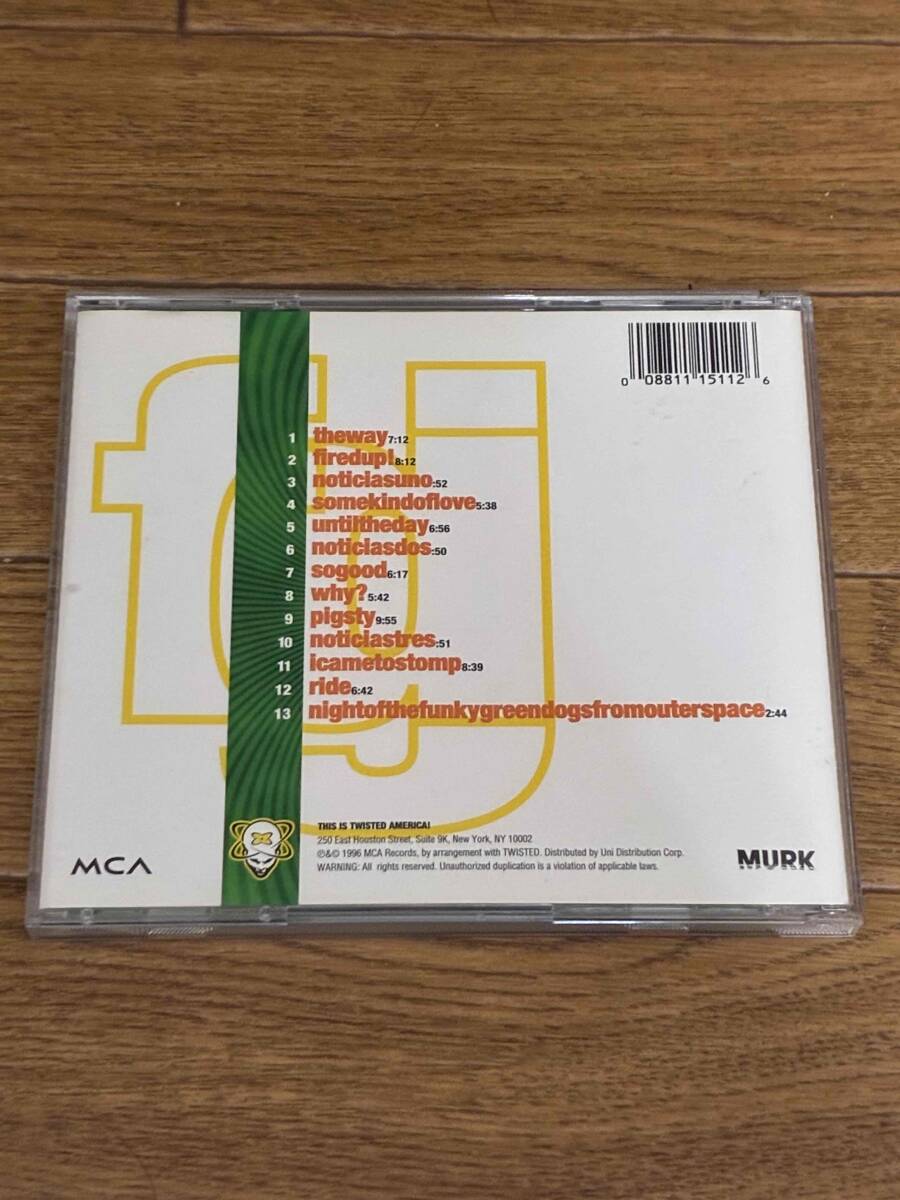 0 08811 15112 6
1 theway 7:12
2 firedup! 8:12
3 noticiasuno :52
4 somekindoflove 5:38
5 untiltheday 6:56
6 noticiasdos :50
7 sogood 6:17
8 why? 5:42
9 pigsty 9:55
10 noticiastres :51
11 icametostomp 8:39
12 ride 6:42
13 nightofthefunkygreendogsfromouterspace 2:44
THIS IS TWISTED AMERICA!
250 East Houston Street, Suite 9K, New York, NY 10002
℗&© 1996 MCA Records, by arrangement with TWISTED. Distributed by Uni Distribution Corp.
WARNING: All rights reserved. Unauthorized duplication is a violation of applicable laws.
MCA
MURK